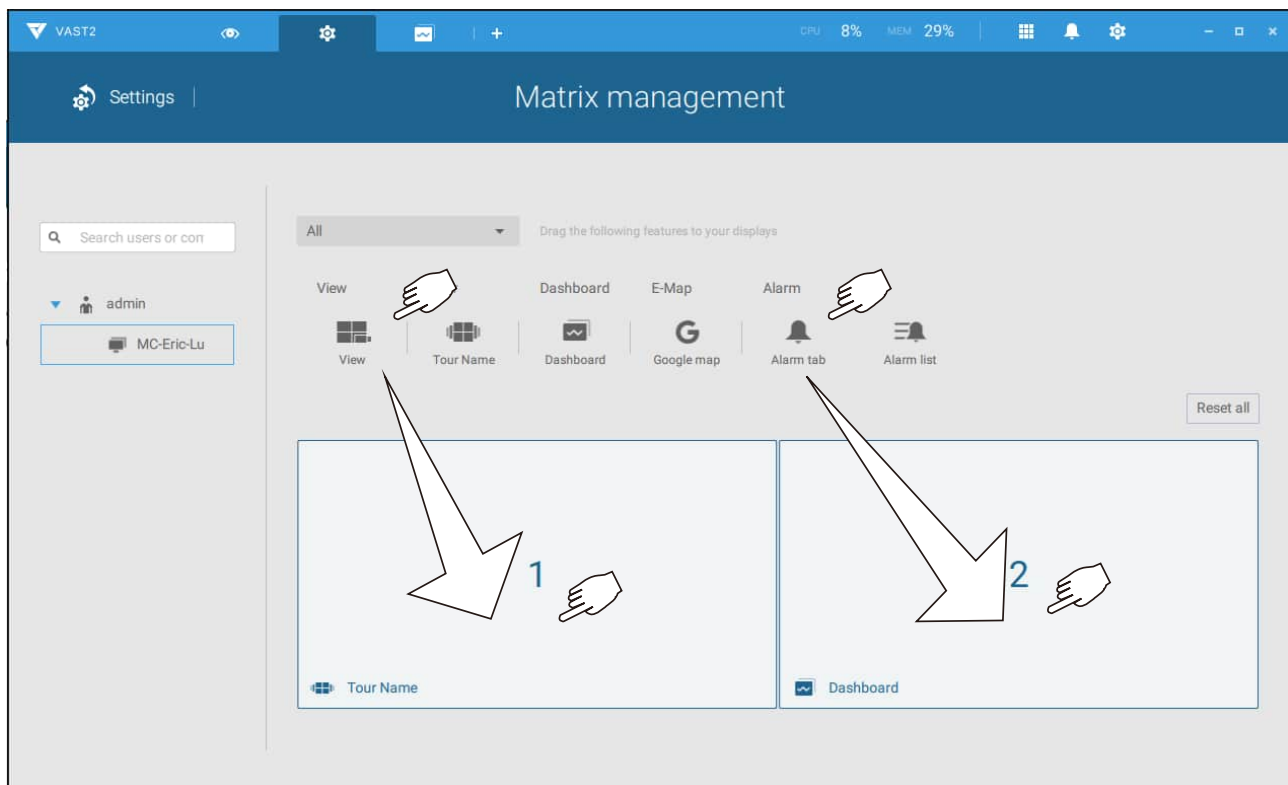 VAST2 CPU 8% MEM 29%
Settings Matrix management
Search users or con
All Drag the following features to your displays
View Dashboard E-Map Alarm
admin
MC-Eric-Lu
View Tour Name Dashboard Google map Alarm tab Alarm list
Reset all
1 2
Tour Name Dashboard